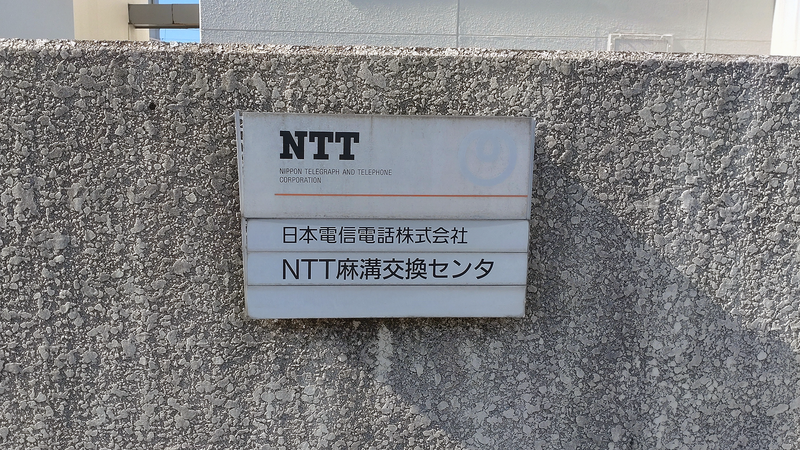 NTT
NIPPON TELEGRAPH AND TELEPHONE
CORPORATION
日本電信電話株式会社
NTT麻溝交換センタ